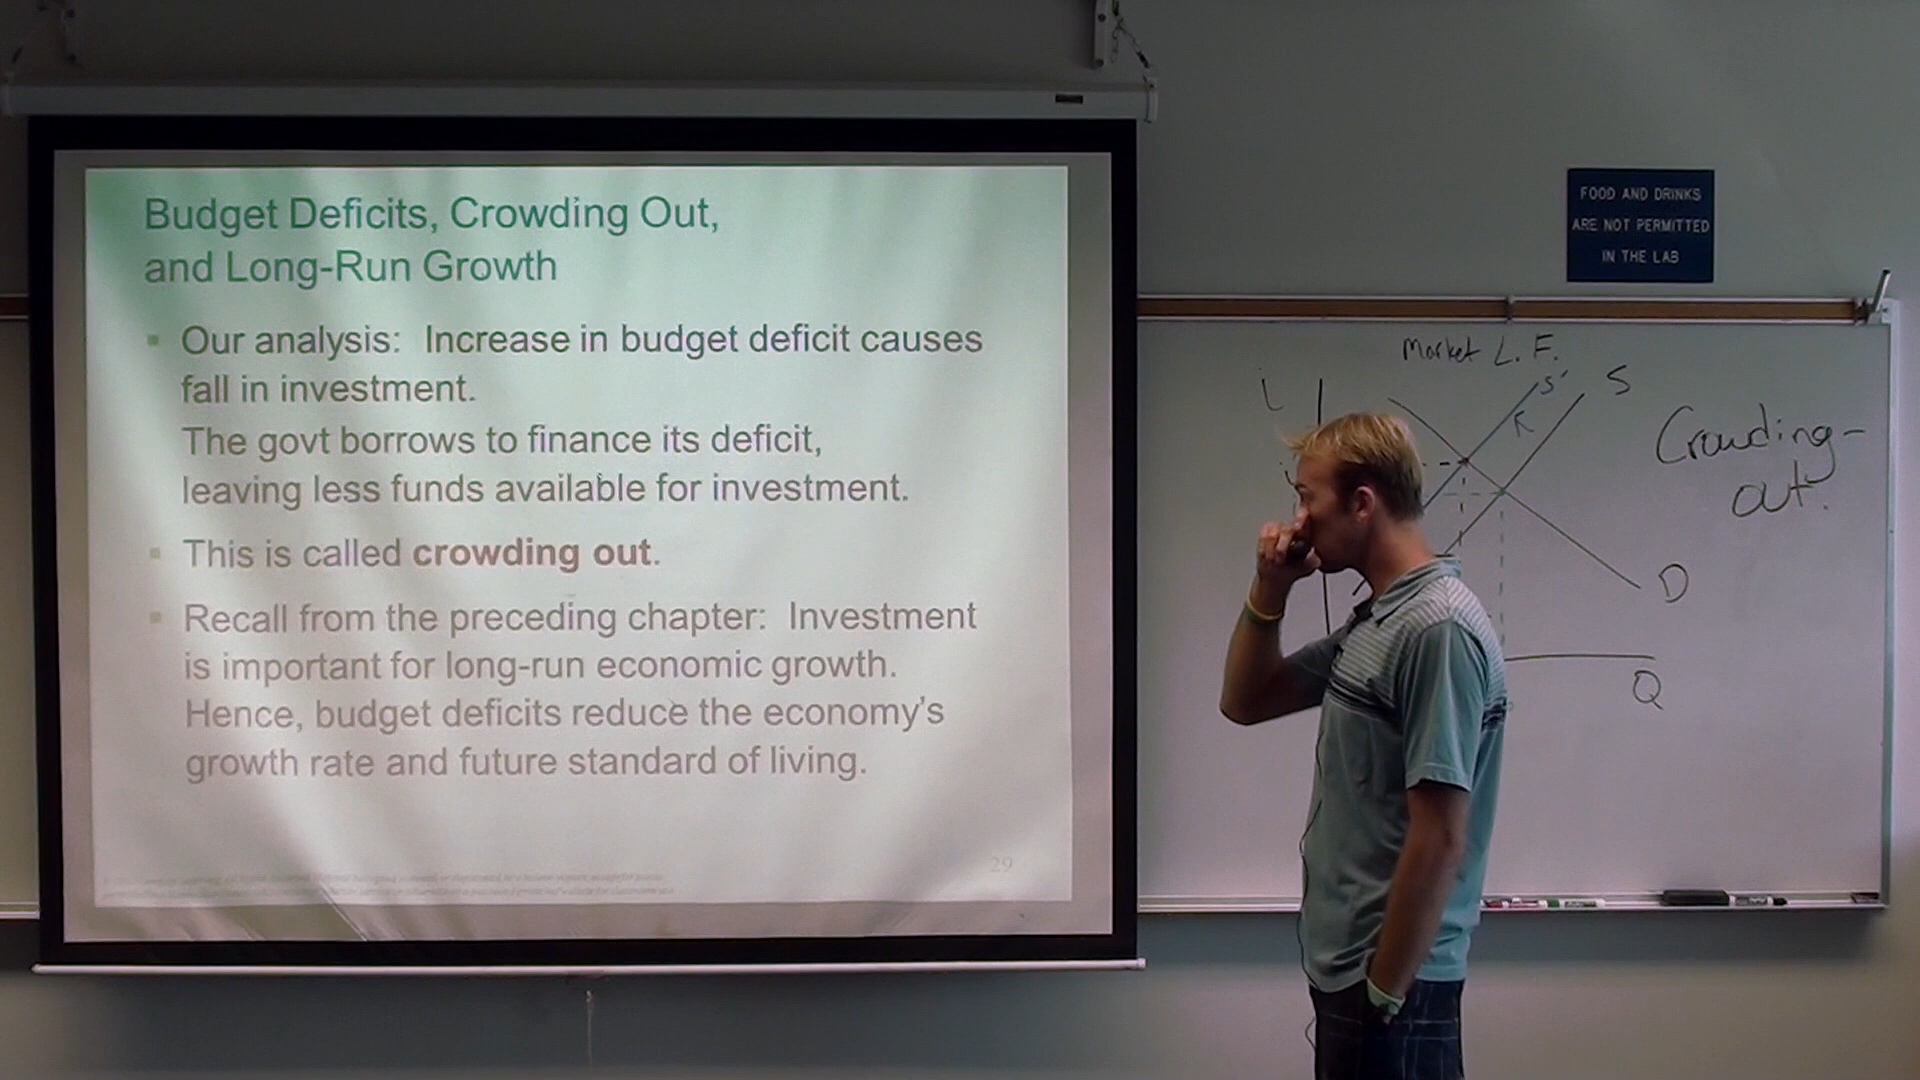 Budget Deficits, Crowding Out,
and Long-Run Growth
Our analysis: Increase in budget deficit causes
fall in investment.
The govt borrows to finance its deficit,
leaving less funds available for investment.
This is called crowding out.
Recall from the preceding chapter: Investment
is important for long-run economic growth.
Hence, budget deficits reduce the economy's
growth rate and future standard of living.
29
FOOD AND DRINKS
ARE NOT PERMITTED
IN THE LAB
Market L. F.
i
S'
S
Crowding-
out.
D
Q